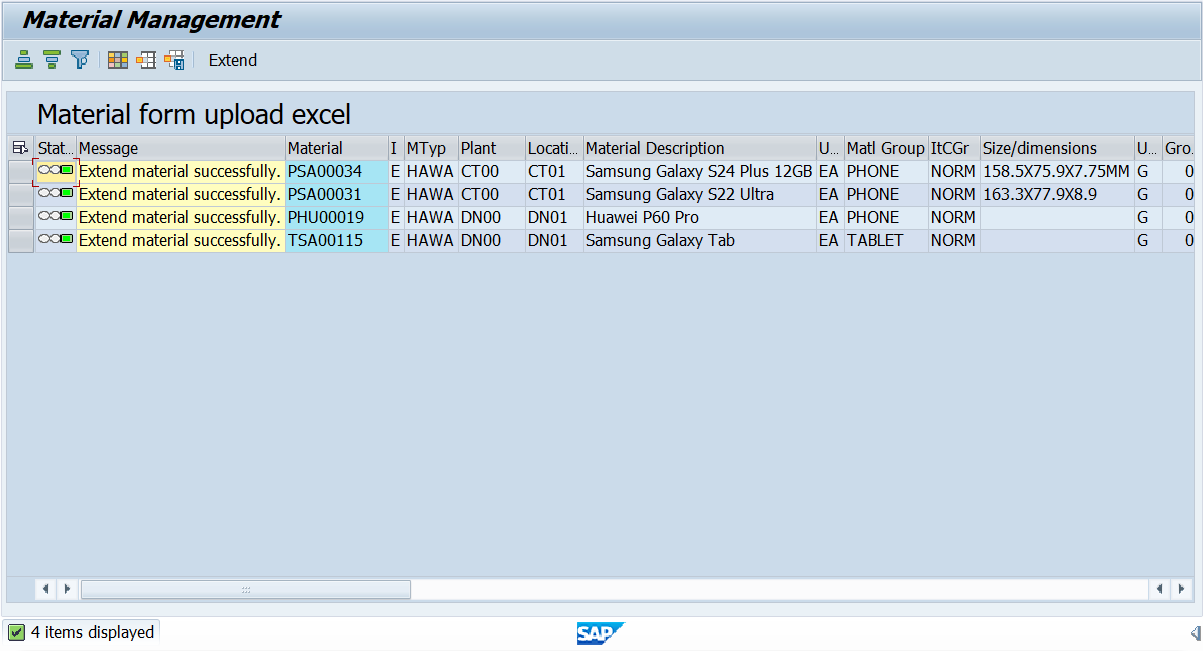 Material Management
Extend
Material form upload excel
Stat... Message Material I MTyp Plant Locati... Material Description U... Matl Group ItCGr Size/dimensions U... Gro.
Extend material successfully. PSA00034 E HAWA CT00 CT01 Samsung Galaxy S24 Plus 12GB EA PHONE NORM 158.5X75.9X7.75MM G 0
Extend material successfully. PSA00031 E HAWA CT00 CT01 Samsung Galaxy S22 Ultra EA PHONE NORM 163.3X77.9X8.9 G 0
Extend material successfully. PHU00019 E HAWA DN00 DN01 Huawei P60 Pro EA PHONE NORM G 0
Extend material successfully. TSA00115 E HAWA DN00 DN01 Samsung Galaxy Tab EA TABLET NORM G 0
4 items displayed
SAP